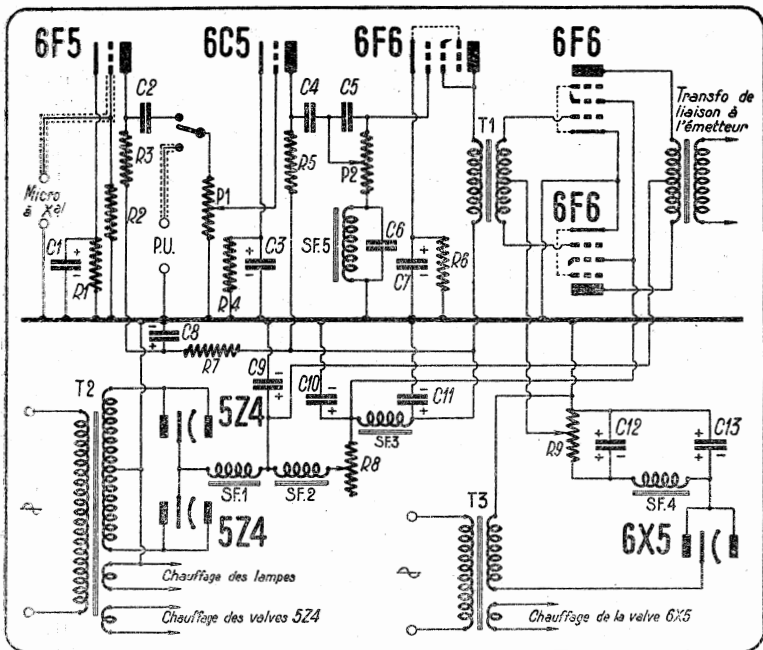 6F5
6C5
6F6
6F6
C2
C4
C5
T1
Transfo de
liaison à
l'émetteur
R3
R5
P2
Micro
à Xal
R2
P1
6F6
P.U.
C1
R1
R4
C3
S.F.5
C6
C7
R6
C8
R7
C9
C10
C11
T2
5Z4
SF.3
R8
R9
C12
C13
SF.1
SF.2
SF.4
5Z4
T3
6X5
Chauffage des lampes
Chauffage des valves 5Z4
Chauffage de la valve 6X5